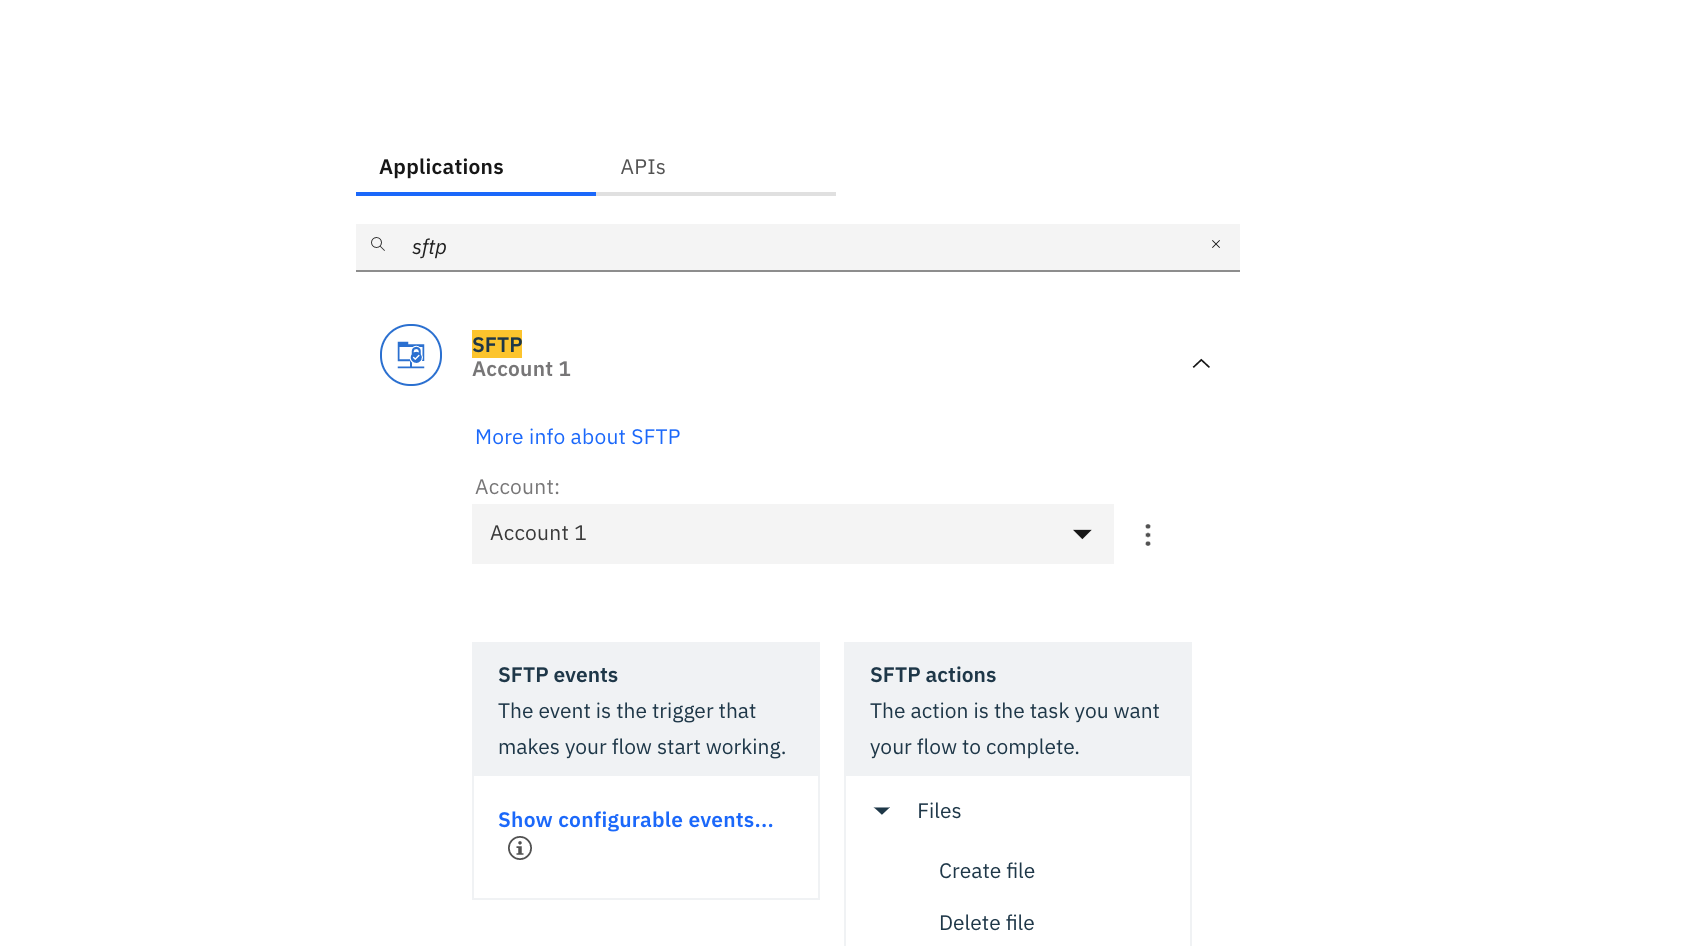 Applications
APIs
sftp
SFTP
Account 1
More info about SFTP
Account:
Account 1
SFTP events
The event is the trigger that
makes your flow start working.
Show configurable events...
SFTP actions
The action is the task you want
your flow to complete.
Files
Create file
Delete file